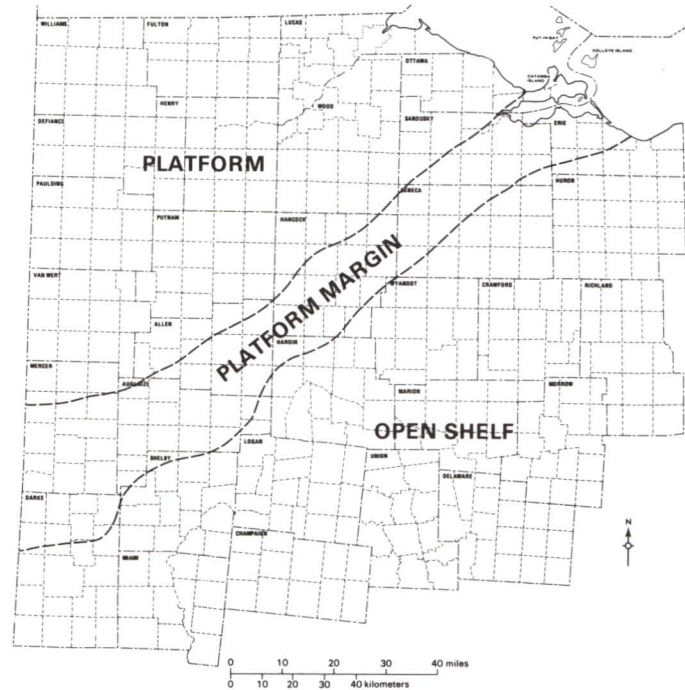 WILLIAMS
FULTON
LUCAS
PUT-IN-BAY
KELLEYS ISLAND
OTTAWA
CATAWBA
ISLAND
HENRY
WOOD
SANDUSKY
ERIE
DEFIANCE
PLATFORM
PAULDING
SENECA
HURON
PUTNAM
HANCOCK
PLATFORM MARGIN
VAN WERT
WYANDOT
CRAWFORD
RICHLAND
ALLEN
HARDIN
MERCER
AUGLAIZE
MARION
MORROW
OPEN SHELF
LOGAN
SHELBY
UNION
DELAWARE
DARKE
N
CHAMPAIGN
MIAMI
0 10 20 30 40 miles
0 10 20 30 40 kilometers